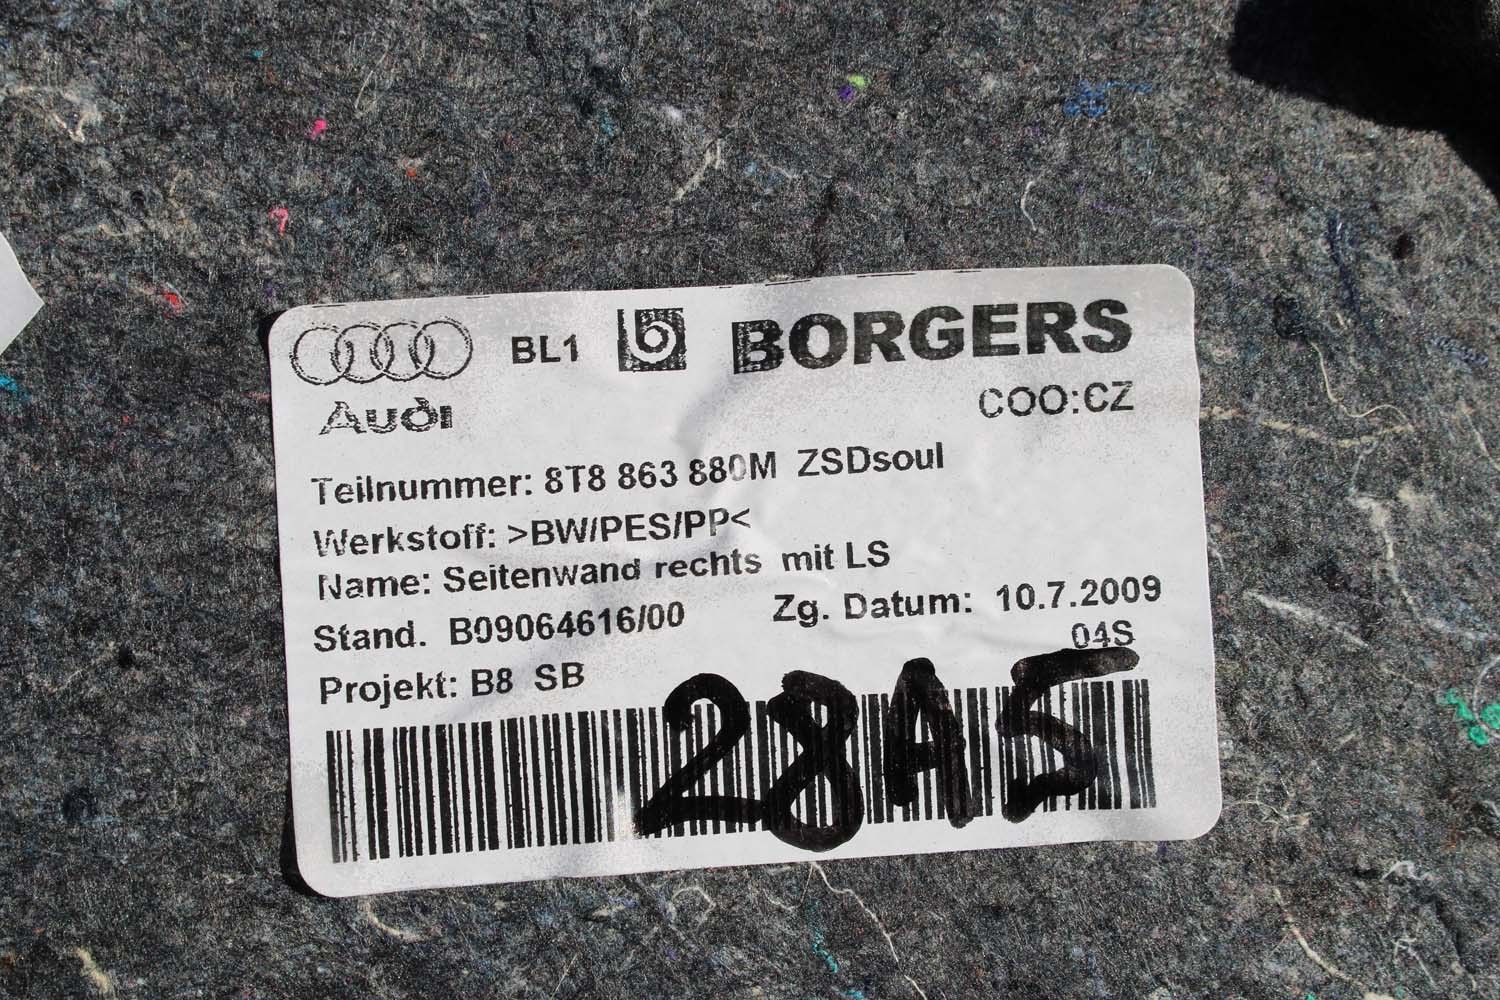 BL1 BORGERS
Audi COO:CZ
Teilnummer: 8T8 863 880M ZSDsoul
Werkstoff: >BW/PES/PP<
Name: Seitenwand rechts mit LS
Stand. B09064616/00 Zg. Datum: 10.7.2009
04S
Projekt: B8 SB
28A5